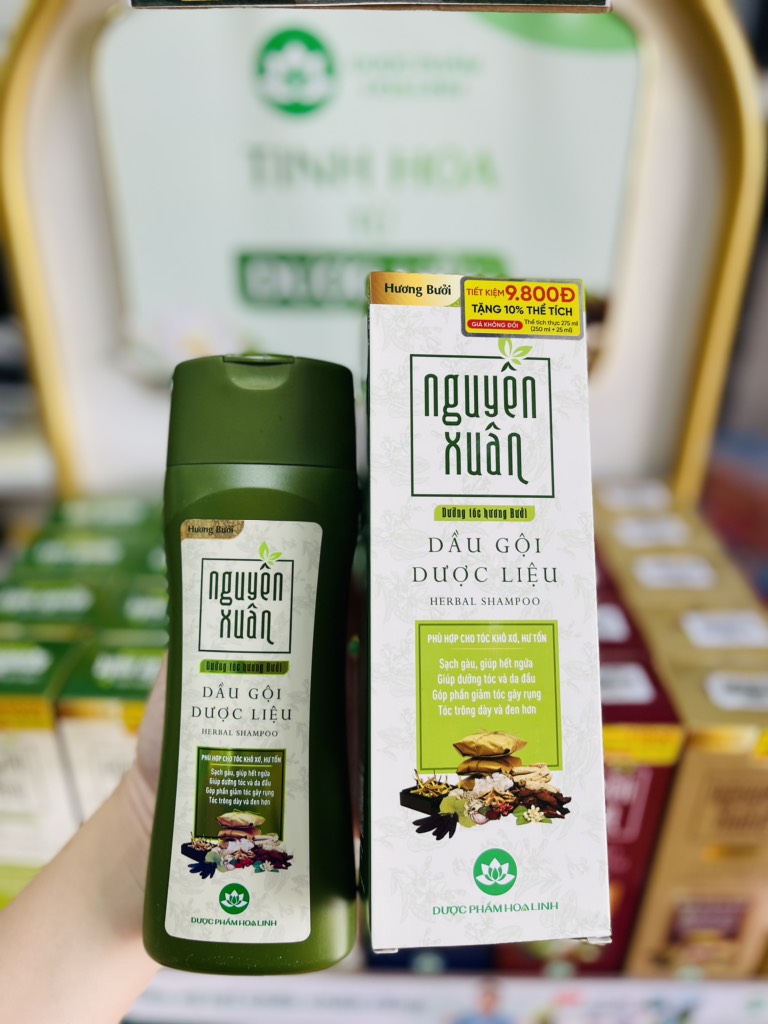 TINH HOA
TỪ
Hương Bưởi
TIẾT KIỆM 9.800Đ
TẶNG 10% THỂ TÍCH
GIÁ KHÔNG ĐỔI
Thể tích thực 275 ml
(250 ml + 25 ml)
nguyên
xuân
Dưỡng tóc hương Bưởi
DẦU GỘI
DƯỢC LIỆU
HERBAL SHAMPOO
PHÙ HỢP CHO TÓC KHÔ XƠ, HƯ TỔN
Sạch gàu, giúp hết ngứa
Giúp dưỡng tóc và da đầu
Góp phần giảm tóc gãy rụng
Tóc trông dày và đen hơn
DƯỢC PHẨM HOA LINH
Hương Bưởi
nguyên
xuân
Dưỡng tóc hương Bưởi
DẦU GỘI
DƯỢC LIỆU
HERBAL SHAMPOO
PHÙ HỢP CHO TÓC KHÔ XƠ, HƯ TỔN
Sạch gàu, giúp hết ngứa
Giúp dưỡng tóc và da đầu
Góp phần giảm tóc gãy rụng
Tóc trông dày và đen hơn
DƯỢC PHẨM HOA LINH